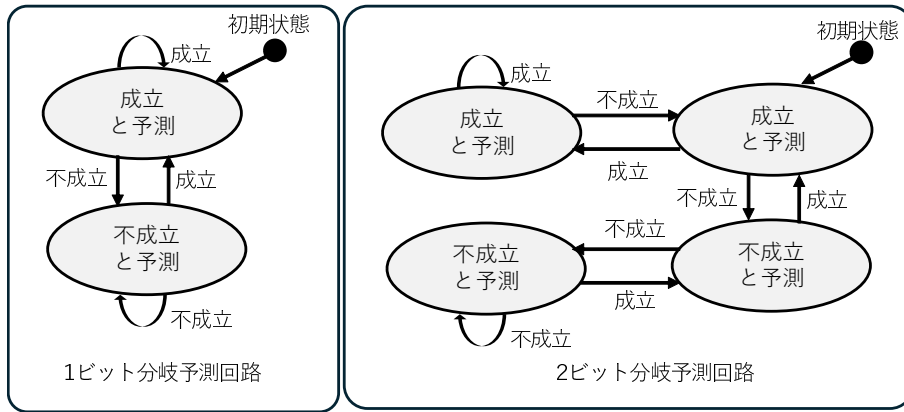 初期状態
成立
成立
と予測
不成立
成立
不成立
と予測
不成立
1ビット分岐予測回路
初期状態
成立
成立
と予測
不成立
成立
成立
と予測
不成立
成立
不成立
と予測
不成立
成立
不成立
と予測
不成立
2ビット分岐予測回路